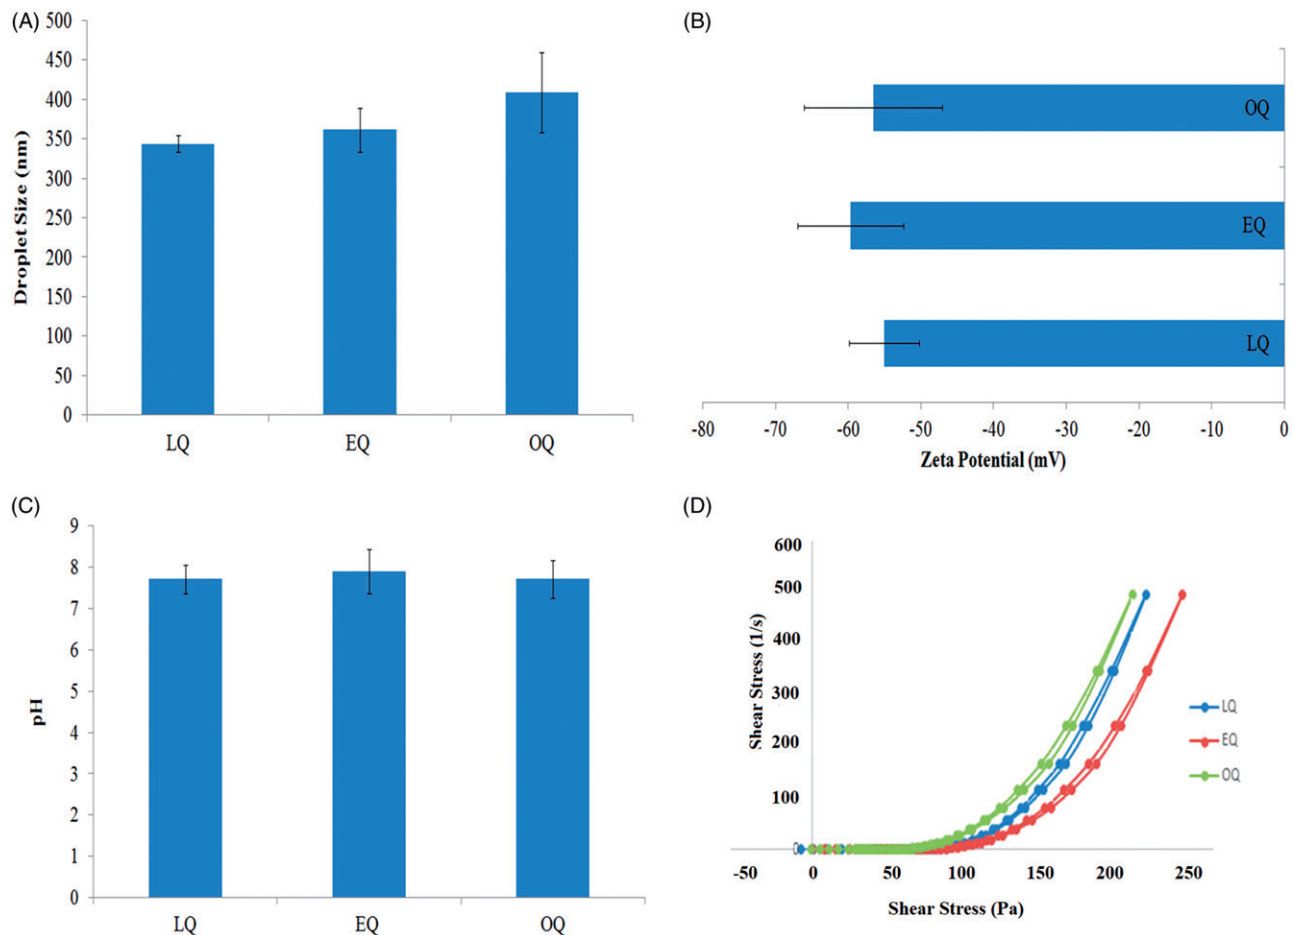 (A)
500
450
400
350
300
250
200
150
100
50
0
Droplet Size (nm)
LQ EQ OQ
(B)
OQ
EQ
LQ
-80 -70 -60 -50 -40 -30 -20 -10 0
Zeta Potential (mV)
(C)
9
8
7
6
5
4
3
2
1
0
pH
LQ EQ OQ
(D)
600
500
400
300
200
100
0
Shear Stress (1/s)
LQ
EQ
OQ
-50 0 50 100 150 200 250
Shear Stress (Pa)